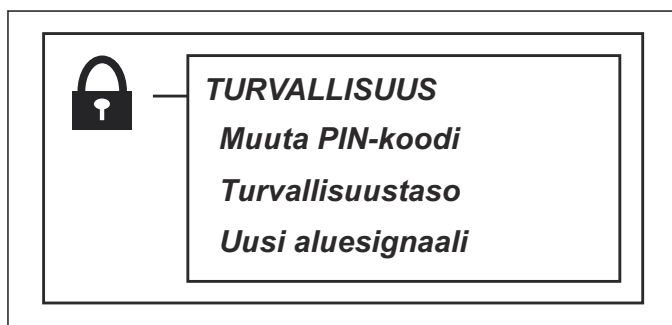 TURVALLISUUS
Muuta PIN-koodi
Turvallisuustaso
Uusi aluesignaali